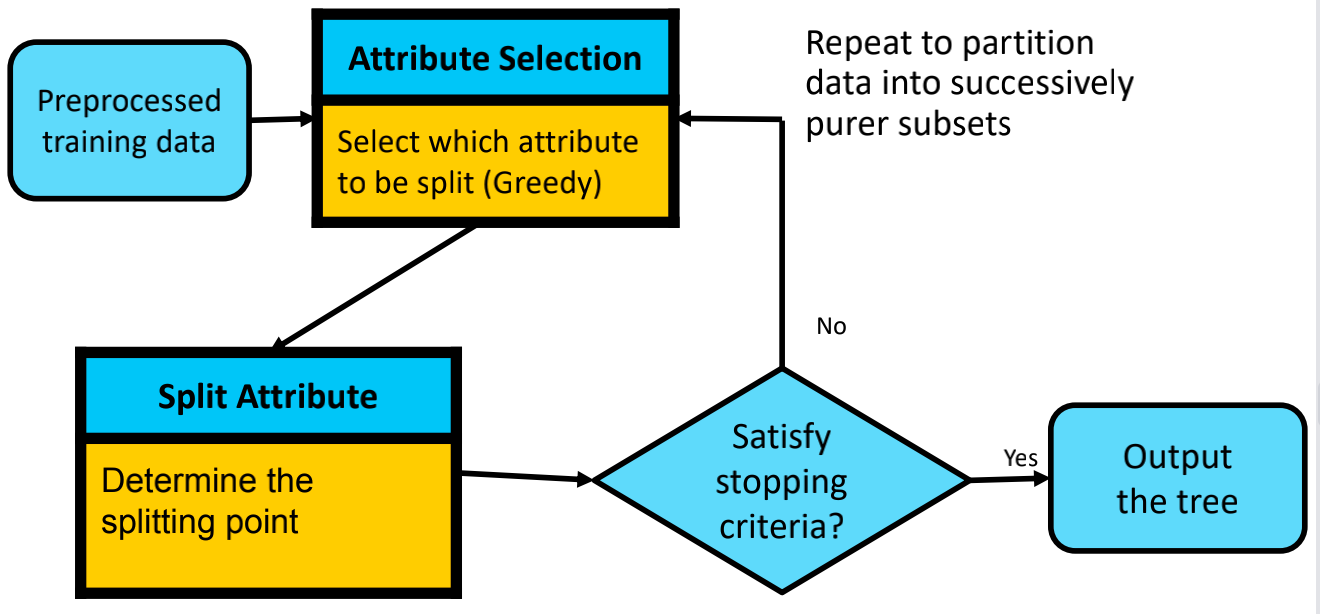 Preprocessed
training data
Attribute Selection
Select which attribute
to be split (Greedy)
Repeat to partition
data into successively
purer subsets
No
Split Attribute
Determine the
splitting point
Satisfy
stopping
criteria?
Yes
Output
the tree